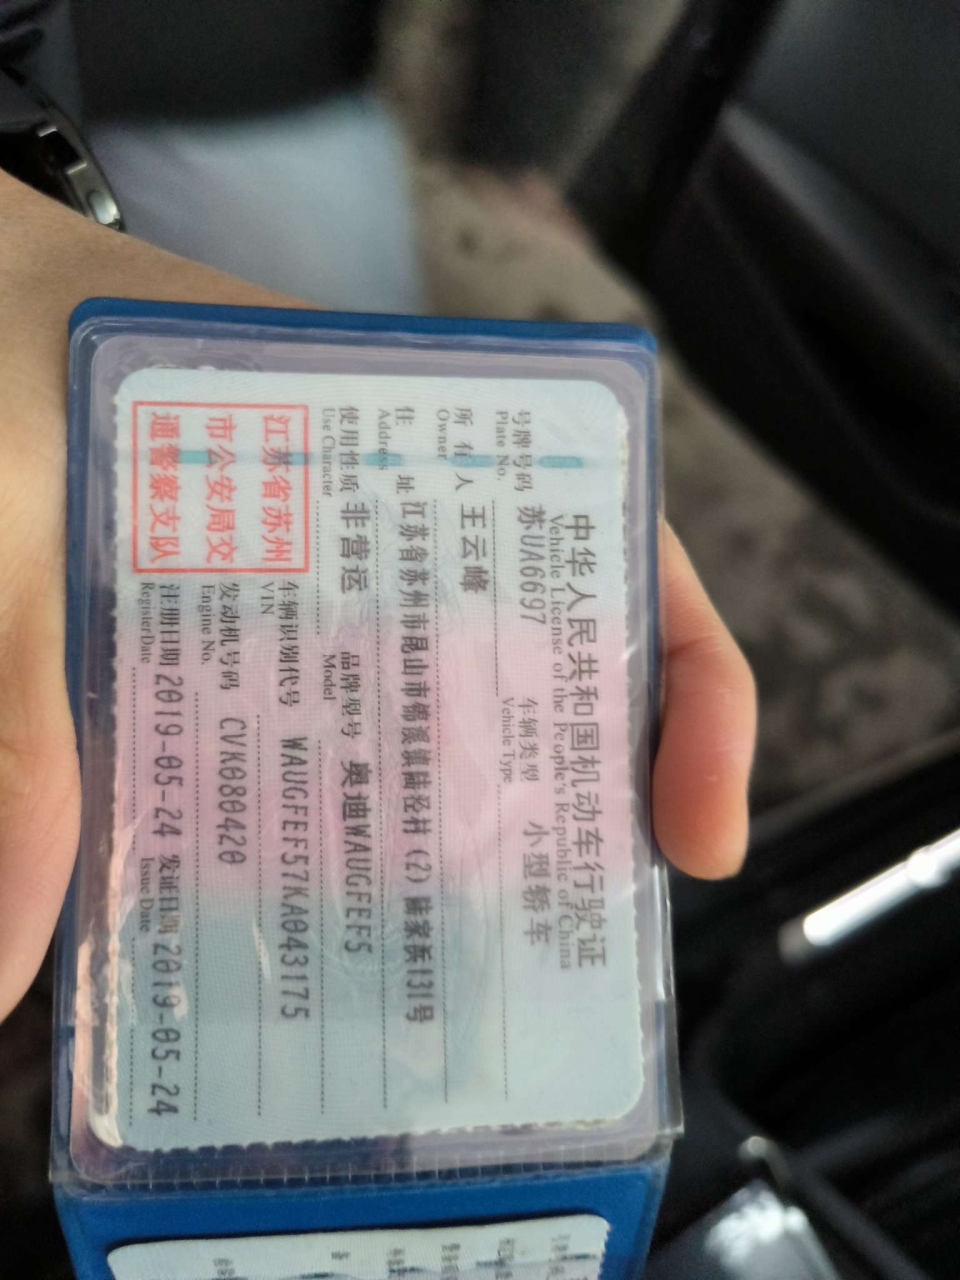 中华人民共和国机动车行驶证
Vehicle License of the People's Republic of China
号牌号码 苏UA6697 车辆类型 小型轿车
Plate No. Vehicle Type
所有人 王云峰
Owner
住址 江苏省苏州市昆山市锦溪镇陆泾村(2)陆家浜131号
Address
使用性质 非营运 品牌型号 奥迪WAUGFEF5
Use Character Model
江苏省苏州
市公安局交
通警察支队
车辆识别代号 WAUGFEF57KA043175
VIN
发动机号码 CVK080420
Engine No.
注册日期 2019-05-24 发证日期 2019-05-24
Register Date Issue Date